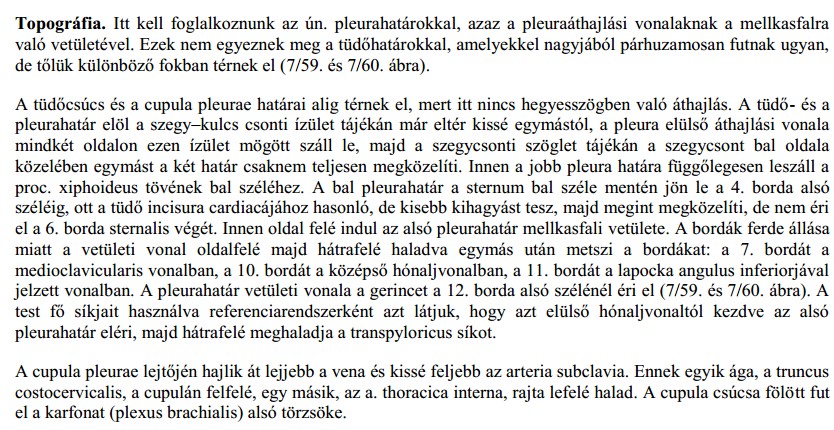 Topográfia. Itt kell foglalkoznunk az ún. pleurahatárokkal, azaz a pleuraáthajlási vonalaknak a mellkasfalra
való vetületével. Ezek nem egyeznek meg a tüdőhatárokkal, amelyekkel nagyjából párhuzamosan futnak ugyan,
de tőlük különböző fokban térnek el (7/59. és 7/60. ábra).
A tüdőcsúcs és a cupula pleurae határai alig térnek el, mert itt nincs hegyesszögben való áthajlás. A tüdő- és a
pleurahatár elöl a szegy–kulcs csonti ízület tájékán már eltér kissé egymástól, a pleura elülső áthajlási vonala
mindkét oldalon ezen ízület mögött száll le, majd a szegycsonti szöglet tájékán a szegycsont bal oldala
közelében egymást a két határ csaknem teljesen megközelíti. Innen a jobb pleura határa függőlegesen leszáll a
proc. xiphoideus tövének bal széléhez. A bal pleurahatár a sternum bal széle mentén jön le a 4. borda alsó
széléig, ott a tüdő incisura cardiacájához hasonló, de kisebb kihagyást tesz, majd megint megközelíti, de nem éri
el a 6. borda sternalis végét. Innen oldal felé indul az alsó pleurahatár mellkasfali vetülete. A bordák ferde állása
miatt a vetületi vonal oldalfelé majd hátrafelé haladva egymás után metszi a bordákat: a 7. bordát a
medioclavicularis vonalban, a 10. bordát a középső hónaljvonalban, a 11. bordát a lapocka angulus inferiorjával
jelzett vonalban. A pleurahatár vetületi vonala a gerincet a 12. borda alsó szélénél éri el (7/59. és 7/60. ábra). A
test fő síkjait használva referenciarendszerként azt látjuk, hogy azt elülső hónaljvonaltól kezdve az alsó
pleurahatár eléri, majd hátrafelé meghaladja a transpyloricus síkot.
A cupula pleurae lejtőjén hajlik át lejjebb a vena és kissé feljebb az arteria subclavia. Ennek egyik ága, a truncus
costocervicalis, a cupulán felfelé, egy másik, az a. thoracica interna, rajta lefelé halad. A cupula csúcsa fölött fut
el a karfonat (plexus brachialis) alsó törzsöke.